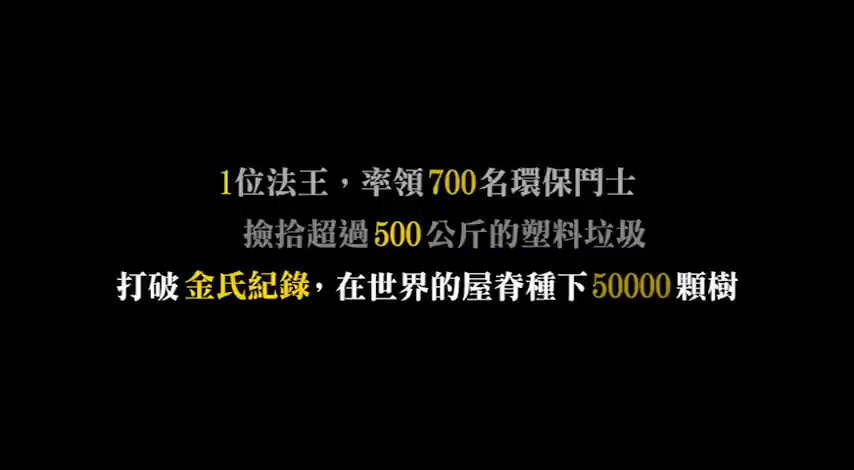 1位法王，率領700名環保鬥士
撿拾超過500公斤的塑料垃圾
打破金氏紀錄，在世界的屋脊種下50000顆樹